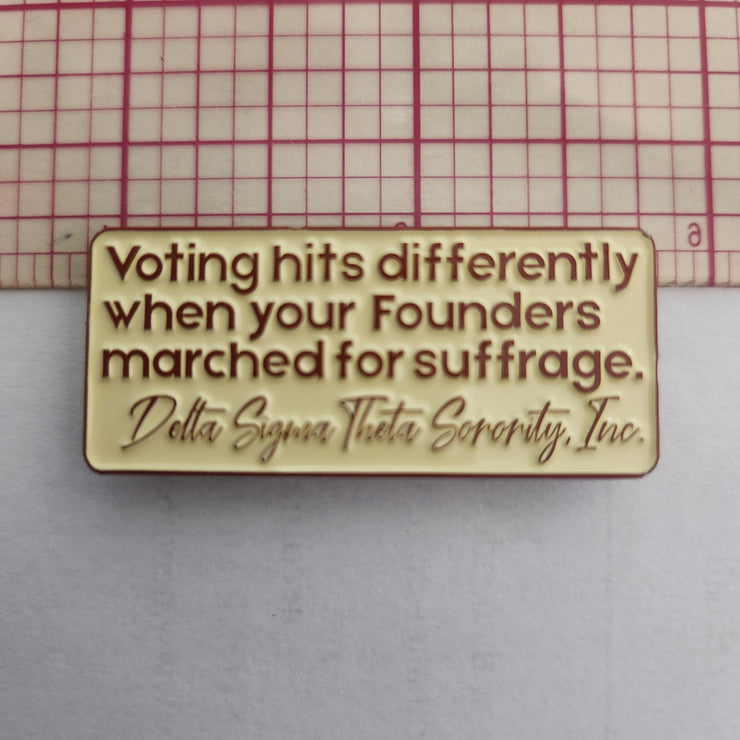 Voting hits differently
when your Founders
marched for suffrage.
Delta Sigma Theta Sorority, Inc.